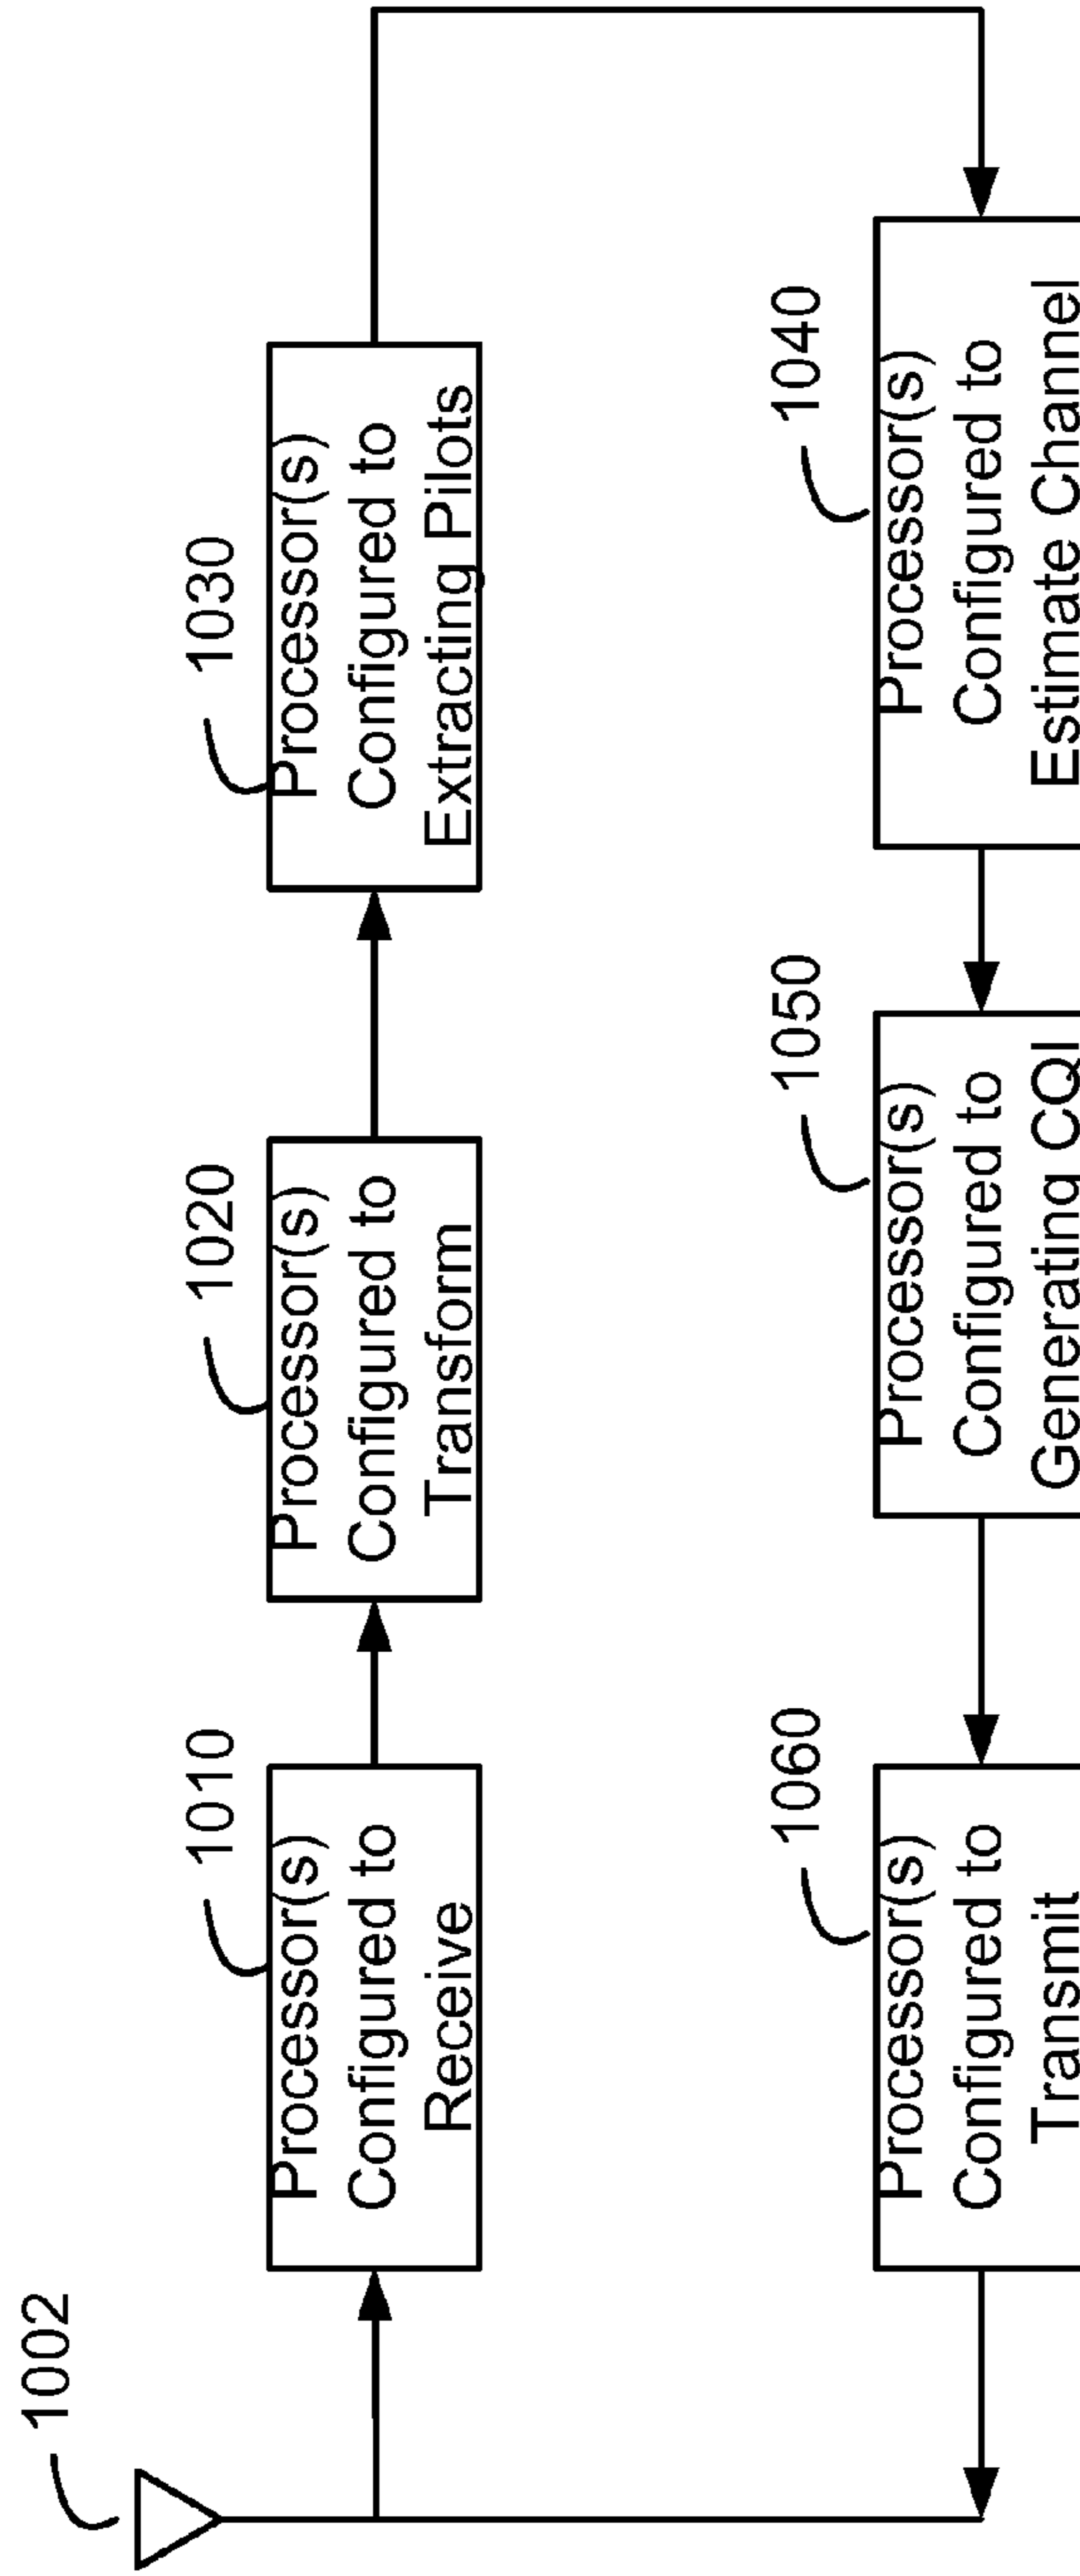 1002
1010
Processor(s)
Configured to
Receive
1020
Processor(s)
Configured to
Transform
1030
Processor(s)
Configured to
Extracting Pilots
1060
Processor(s)
Configured to
Transmit
1050
Processor(s)
Configured to
Generating CQI
1040
Processor(s)
Configured to
Estimate Channel